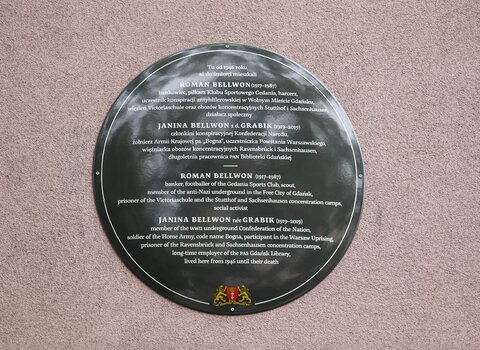 Tu od 1946 roku
aż do śmierci mieszkali
ROMAN BELLWON (1917-1987)
bankowiec, piłkarz Klubu Sportowego Gedania, harcerz,
uczestnik konspiracji antyhitlerowskiej w Wolnym Mieście Gdańsku,
więzień Victoriaschule oraz obozów koncentracyjnych Stutthof i Sachsenhausen,
działacz społeczny
JANINA BELLWON z d. GRABIK (1919-2019)
członkini konspiracyjnej Konfederacji Narodu,
żołnierz Armii Krajowej ps. „Bogna”, uczestniczka Powstania Warszawskiego,
więźniarka obozów koncentracyjnych Ravensbrück i Sachsenhausen,
długoletnia pracownica PAN Biblioteki Gdańskiej
ROMAN BELLWON (1917-1987)
banker, footballer of the Gedania Sports Club, scout,
member of the anti-Nazi underground in the Free City of Gdańsk,
prisoner of the Victoriaschule and the Stutthof and Sachsenhausen concentration camps,
social activist
JANINA BELLWON née GRABIK (1919-2019)
member of the WWII underground Confederation of the Nation,
soldier of the Home Army, code name Bogna, participant in the Warsaw Uprising,
prisoner of the Ravensbrück and Sachsenhausen concentration camps,
long-time employee of the PAS Gdańsk Library,
lived here from 1946 until their death